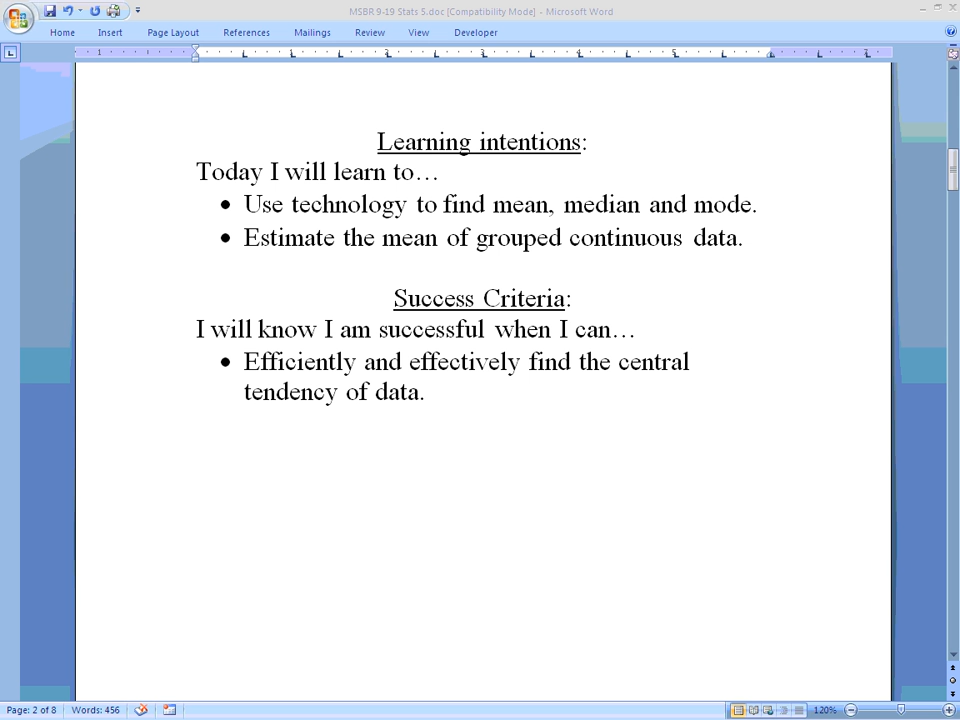 MSBR 9-19 Stats 5.doc [Compatibility Mode] - Microsoft Word
Home Insert Page Layout References Mailings Review View Developer
Learning intentions:
Today I will learn to…
• Use technology to find mean, median and mode.
• Estimate the mean of grouped continuous data.
Success Criteria:
I will know I am successful when I can…
• Efficiently and effectively find the central
tendency of data.
Page: 2 of 8 Words: 456 120%